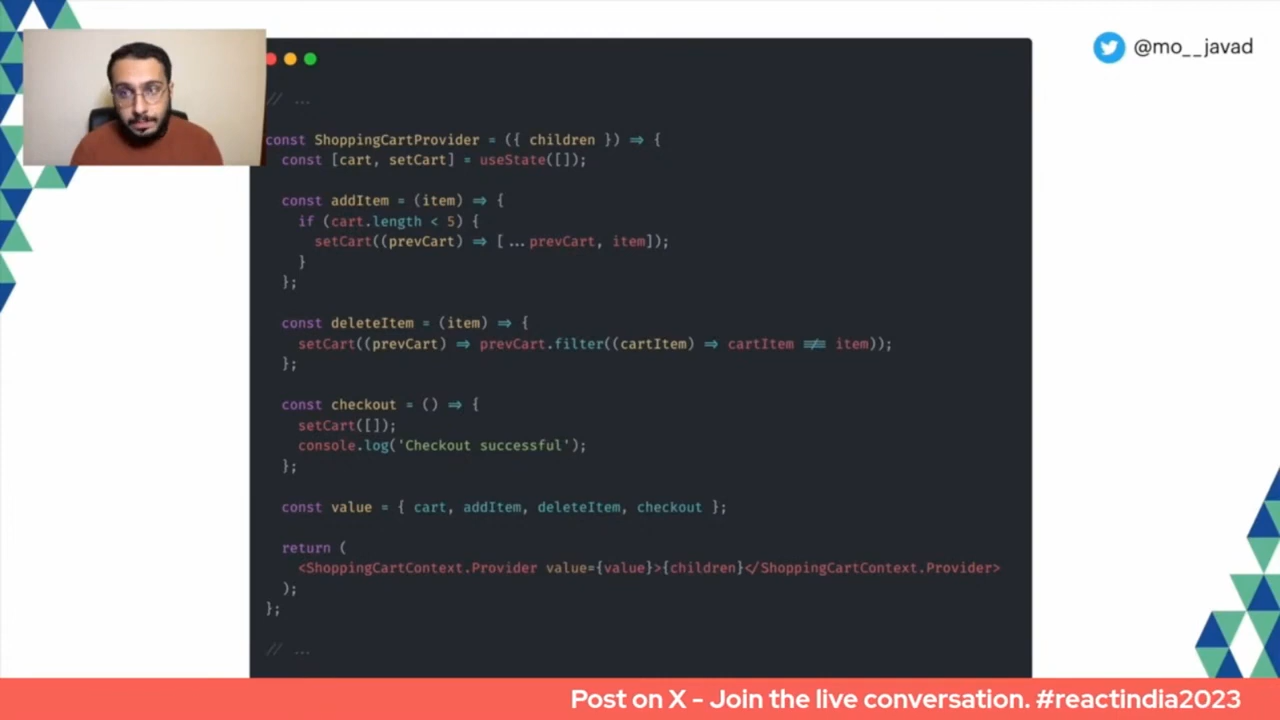 @mo__javad
// ...
const ShoppingCartProvider = ({ children }) => {
const [cart, setCart] = useState([]);
const addItem = (item) => {
if (cart.length < 5) {
setCart((prevCart) => [...prevCart, item]);
}
};
const deleteItem = (item) => {
setCart((prevCart) => prevCart.filter((cartItem) => cartItem !== item));
};
const checkout = () => {
setCart([]);
console.log('Checkout successful');
};
const value = { cart, addItem, deleteItem, checkout };
return (
<ShoppingCartContext.Provider value={value}>{children}</ShoppingCartContext.Provider>
);
};
// ...
Post on X - Join the live conversation. #reactindia2023